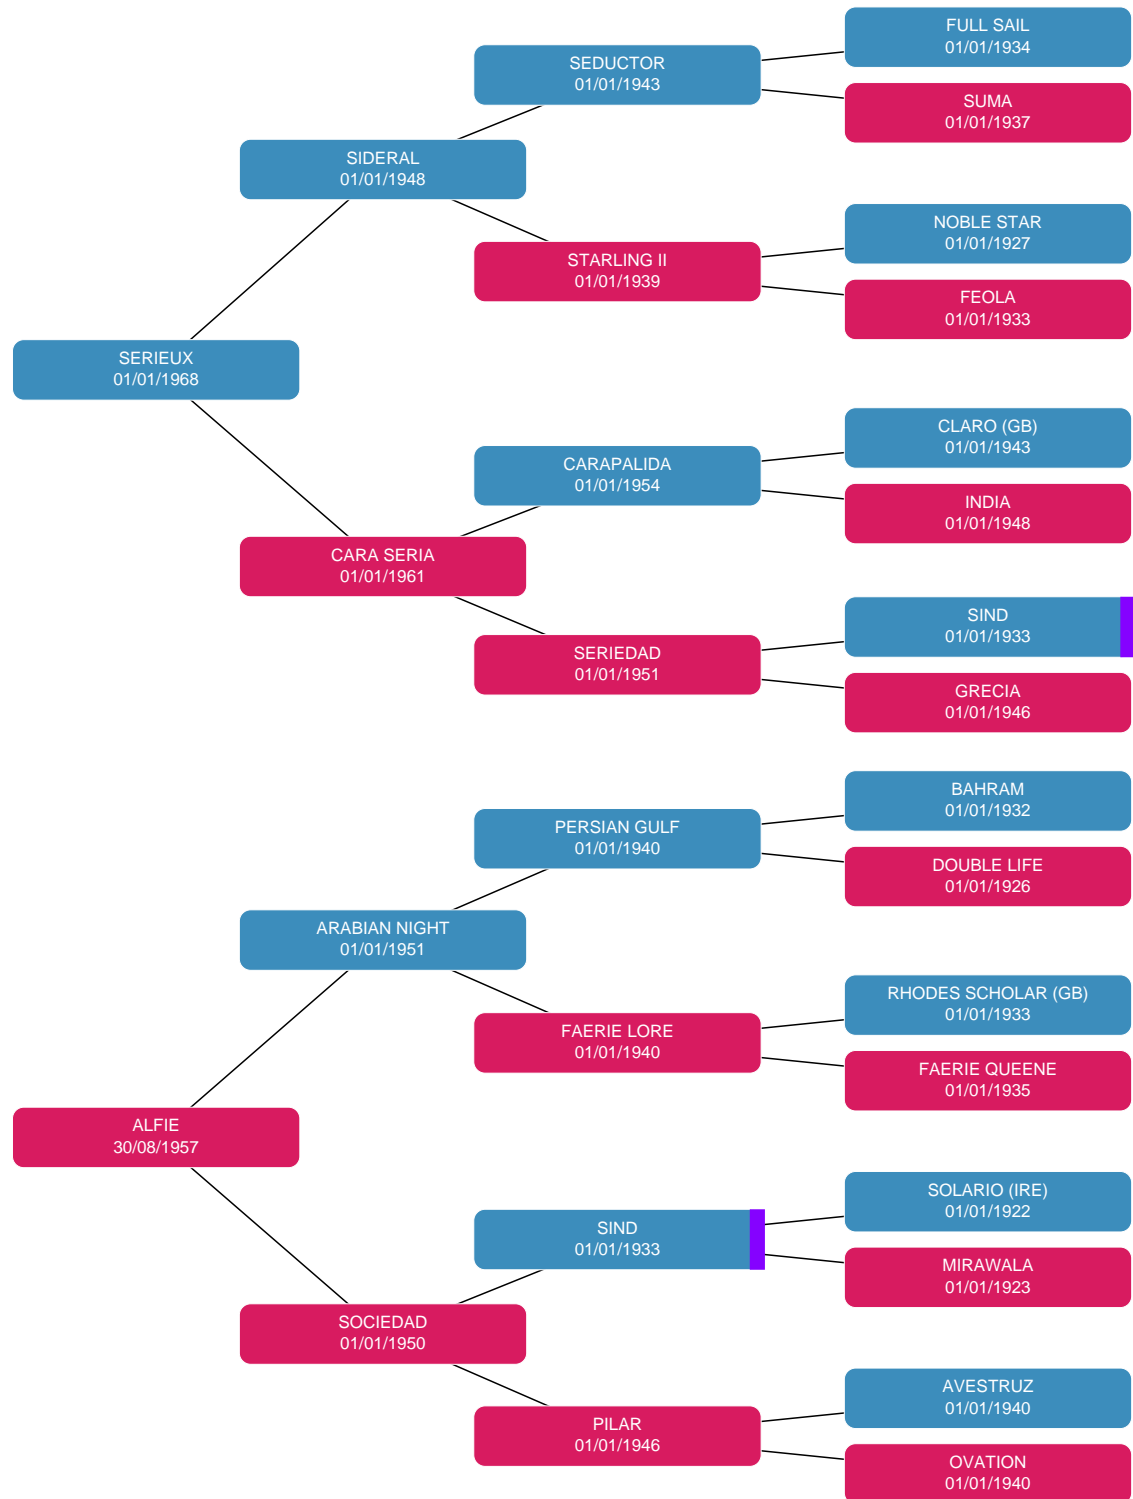 FULL SAIL
01/01/1934
SEDUCTOR
01/01/1943
SUMA
01/01/1937
SIDERAL
01/01/1948
NOBLE STAR
01/01/1927
STARLING II
01/01/1939
FEOLA
01/01/1933
SERIEUX
01/01/1968
CLARO (GB)
01/01/1943
CARAPALIDA
01/01/1954
INDIA
01/01/1948
CARA SERIA
01/01/1961
SIND
01/01/1933
SERIEDAD
01/01/1951
GRECIA
01/01/1946
BAHRAM
01/01/1932
PERSIAN GULF
01/01/1940
DOUBLE LIFE
01/01/1926
ARABIAN NIGHT
01/01/1951
RHODES SCHOLAR (GB)
01/01/1933
FAERIE LORE
01/01/1940
FAERIE QUEENE
01/01/1935
ALFIE
30/08/1957
SOLARIO (IRE)
01/01/1922
SIND
01/01/1933
MIRAWALA
01/01/1923
SOCIEDAD
01/01/1950
AVESTRUZ
01/01/1940
PILAR
01/01/1946
OVATION
01/01/1940